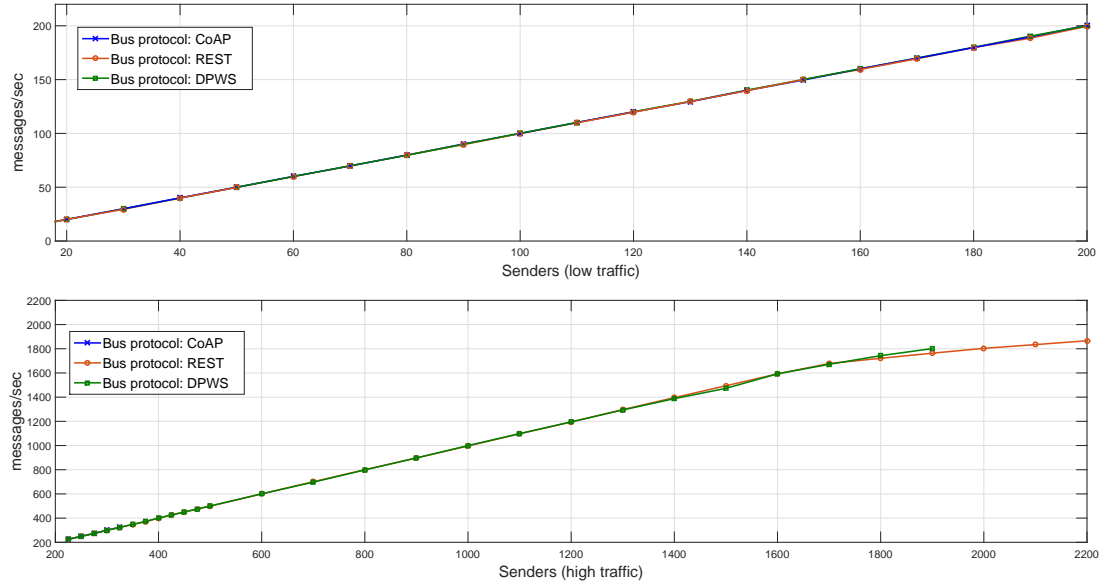 200
150
100
50
0
messages/sec
Bus protocol: CoAP
Bus protocol: REST
Bus protocol: DPWS
20 40 60 80 100 120 140 160 180 200
Senders (low traffic)
2200
2000
1800
1600
1400
1200
1000
800
600
400
200
messages/sec
Bus protocol: CoAP
Bus protocol: REST
Bus protocol: DPWS
200 400 600 800 1000 1200 1400 1600 1800 2000 2200
Senders (high traffic)